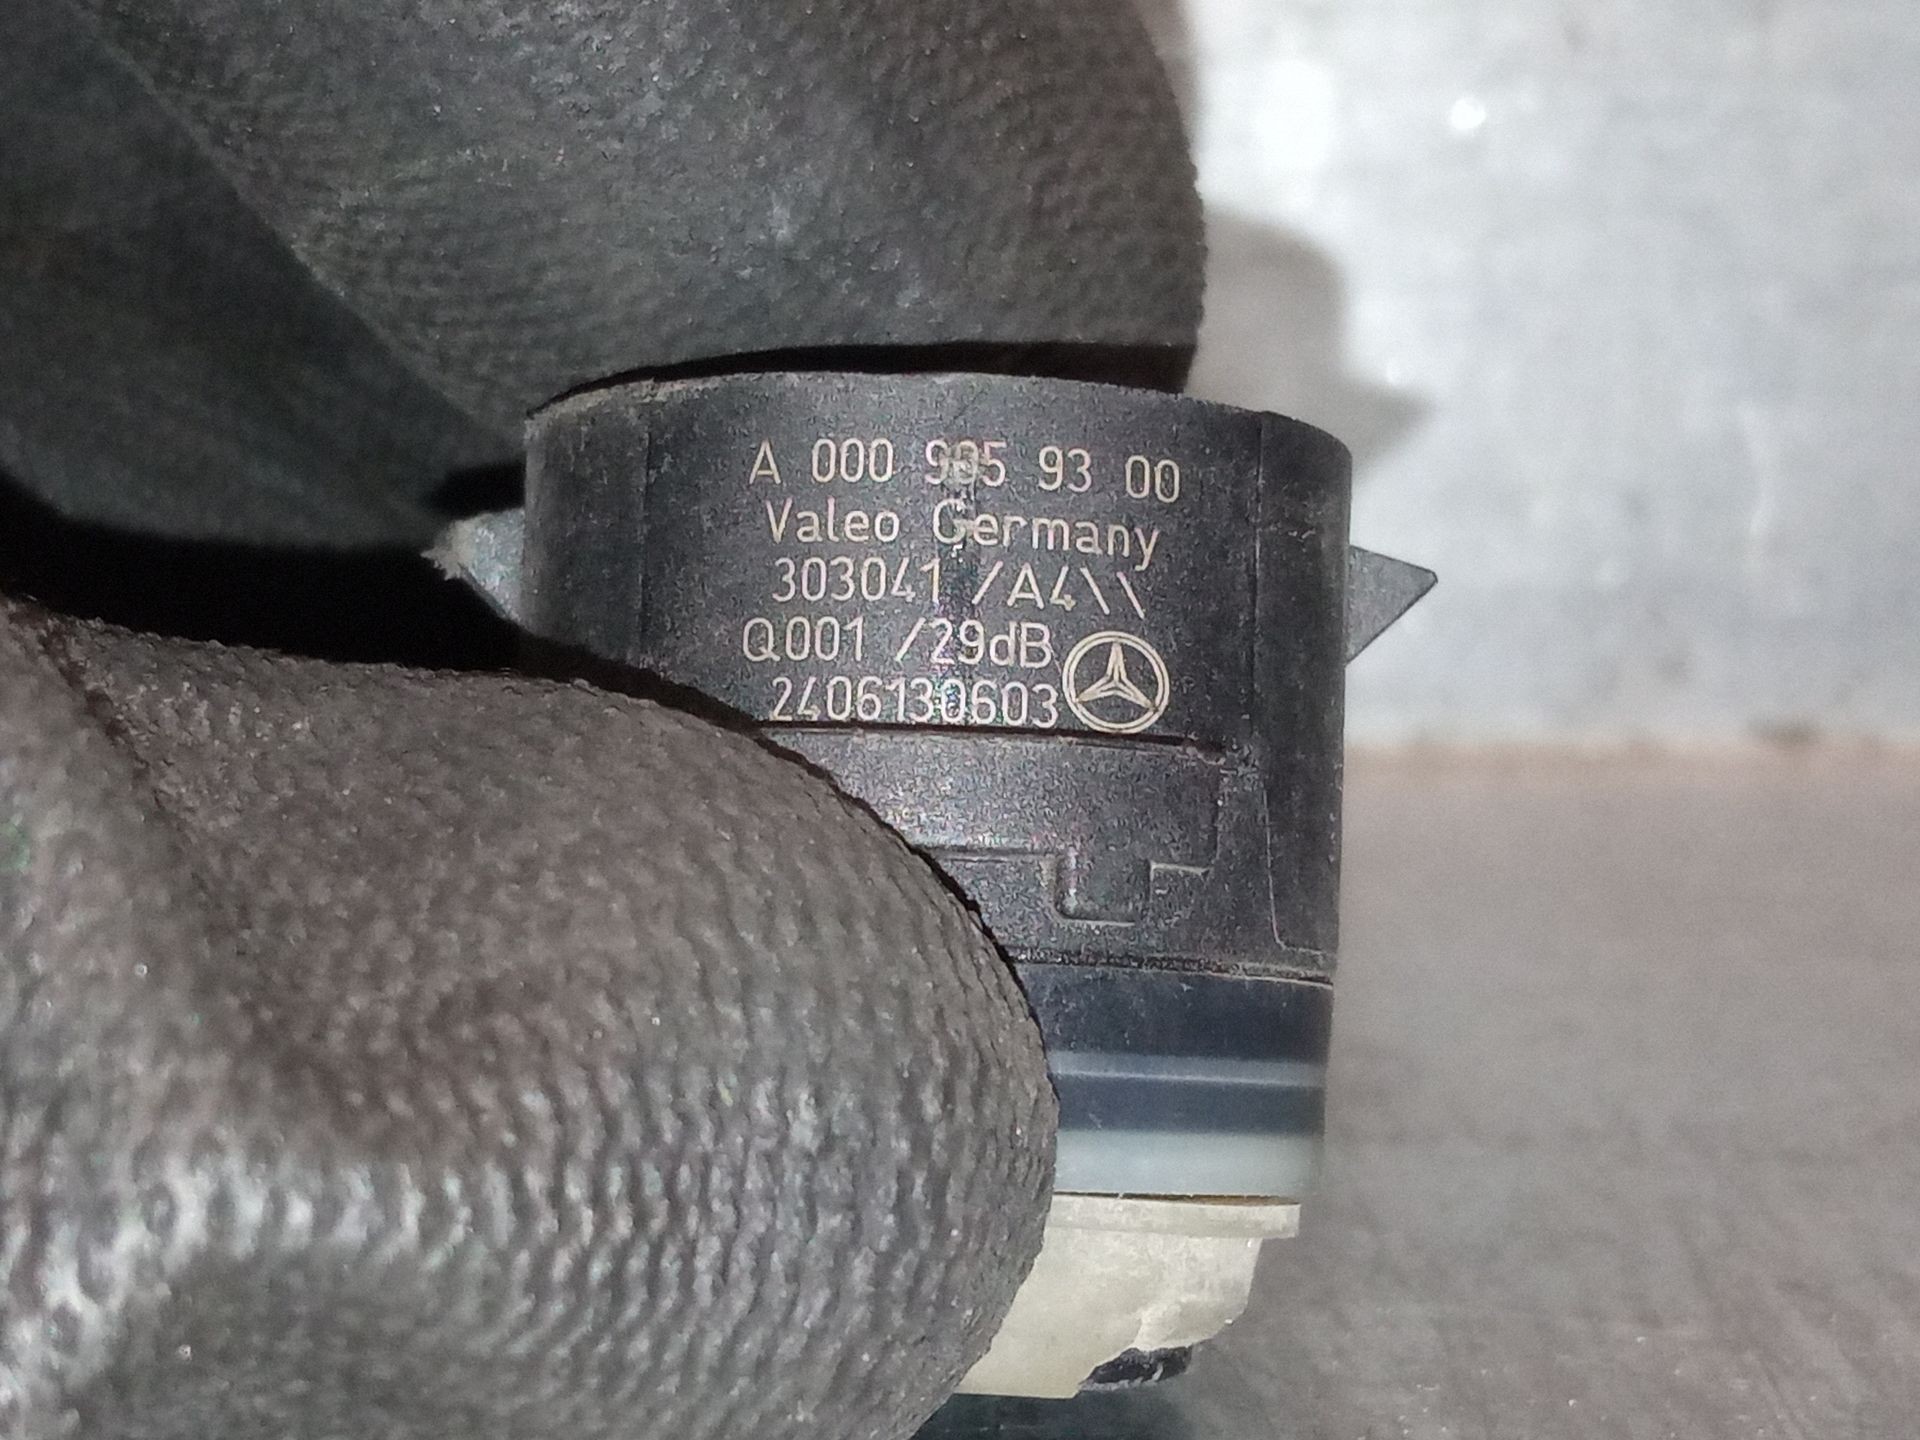 A 000 905 93 00
Valeo Germany
303041 /A4\\
Q001 /29dB
2406130603